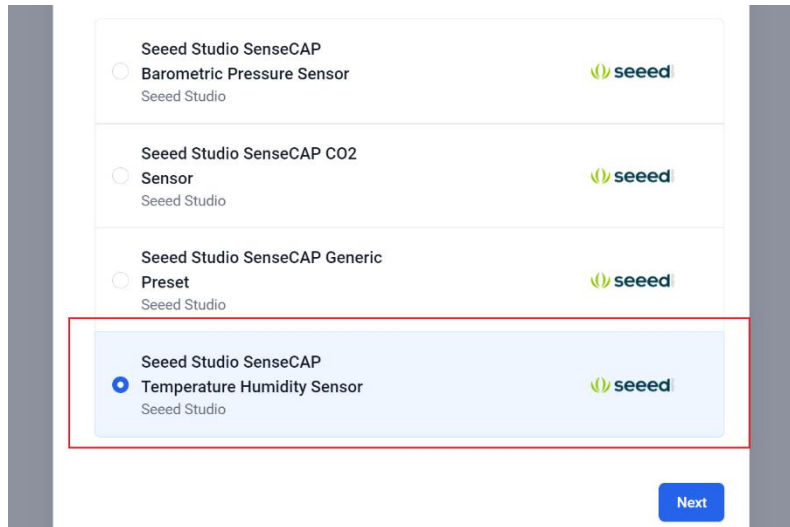 Seeed Studio SenseCAP
Barometric Pressure Sensor
Seeed Studio
seeed
Seeed Studio SenseCAP CO2
Sensor
Seeed Studio
seeed
Seeed Studio SenseCAP Generic
Preset
Seeed Studio
seeed
Seeed Studio SenseCAP
Temperature Humidity Sensor
Seeed Studio
seeed
Next